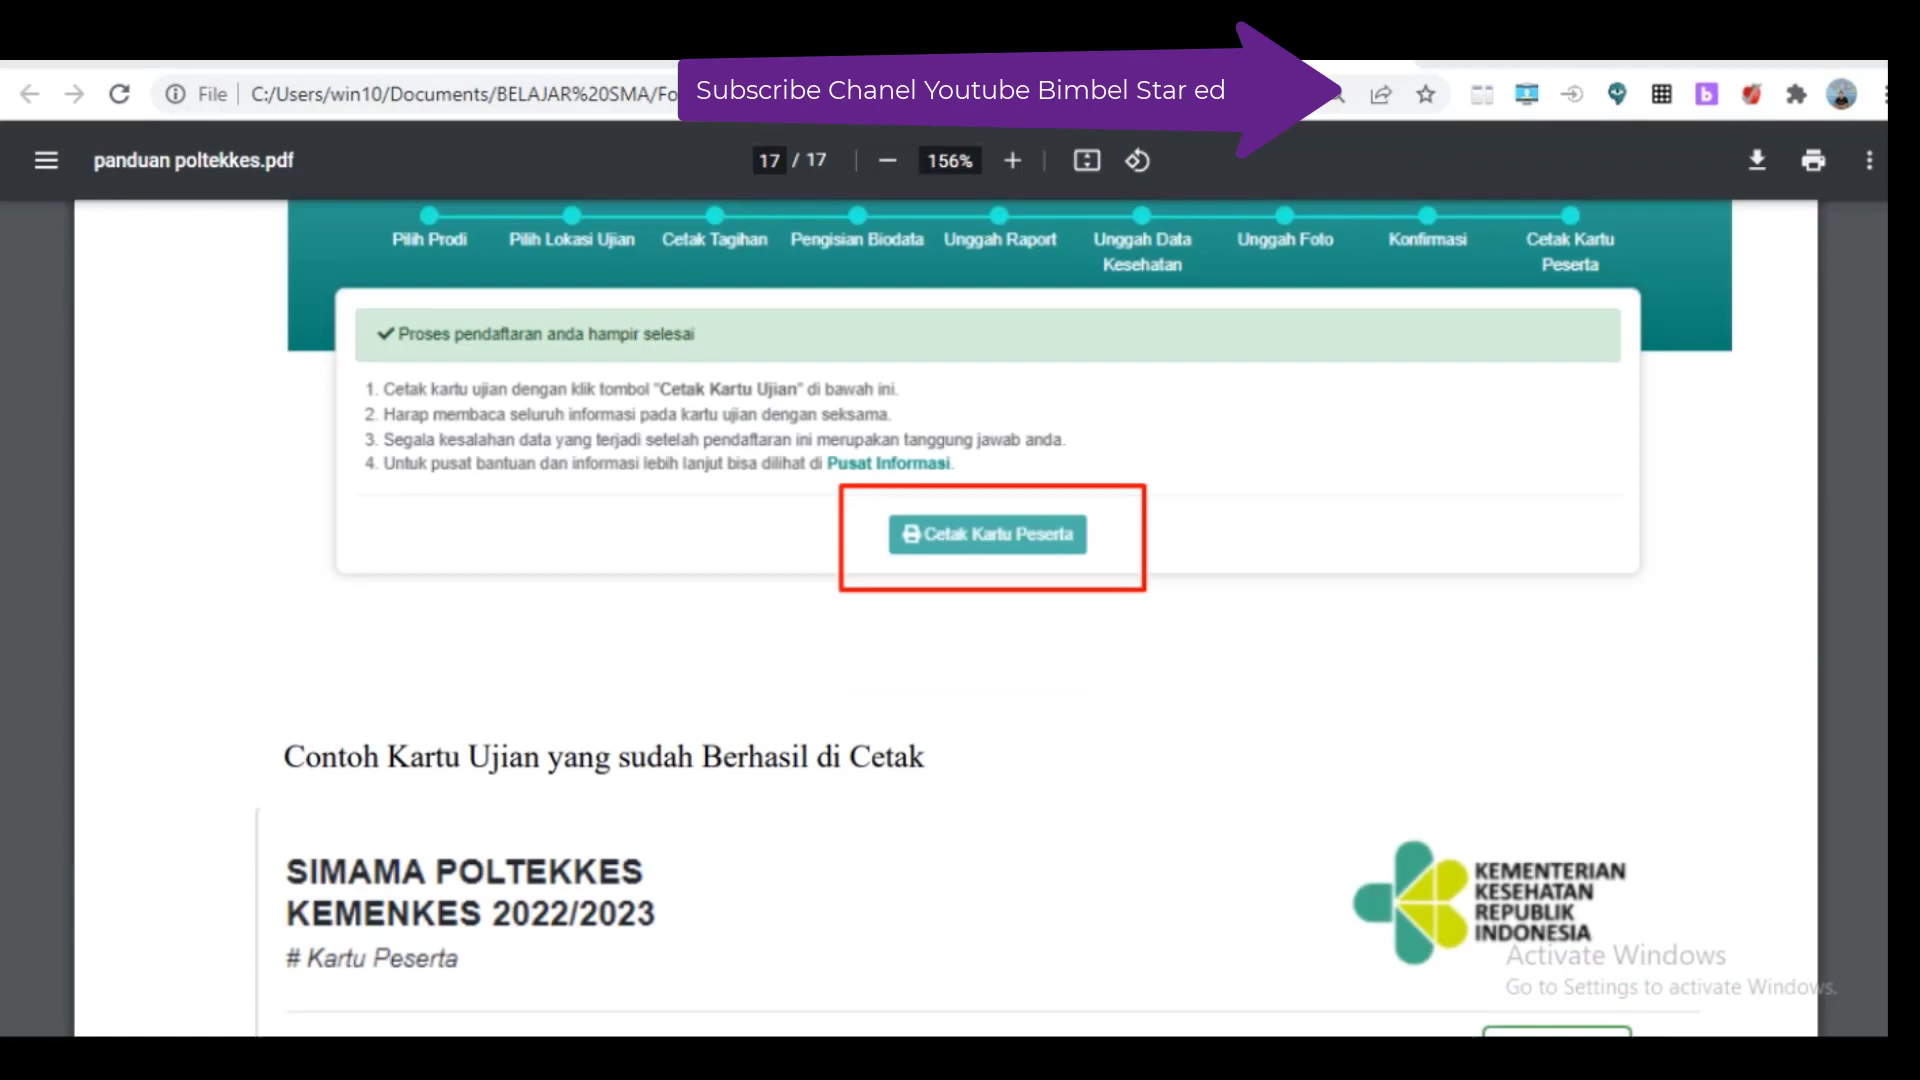 Subscribe Chanel Youtube Bimbel Star ed
File C:/Users/win10/Documents/BELAJAR%20SMA/Fo
panduan poltekkes.pdf
17 / 17
156%
Pilih Prodi
Pilih Lokasi Ujian
Cetak Tagihan
Pengisian Biodata
Unggah Raport
Unggah Data
Kesehatan
Unggah Foto
Konfirmasi
Cetak Kartu
Peserta
Proses pendaftaran anda hampir selesai
1. Cetak kartu ujian dengan klik tombol "Cetak Kartu Ujian" di bawah ini.
2. Harap membaca seluruh informasi pada kartu ujian dengan seksama.
3. Segala kesalahan data yang terjadi setelah pendaftaran ini merupakan tanggung jawab anda.
4. Untuk pusat bantuan dan informasi lebih lanjut bisa dilihat di Pusat Informasi.
Cetak Kartu Peserta
Contoh Kartu Ujian yang sudah Berhasil di Cetak
SIMAMA POLTEKKES
KEMENKES 2022/2023
# Kartu Peserta
KEMENTERIAN
KESEHATAN
REPUBLIK
INDONESIA
Activate Windows
Go to Settings to activate Windows.